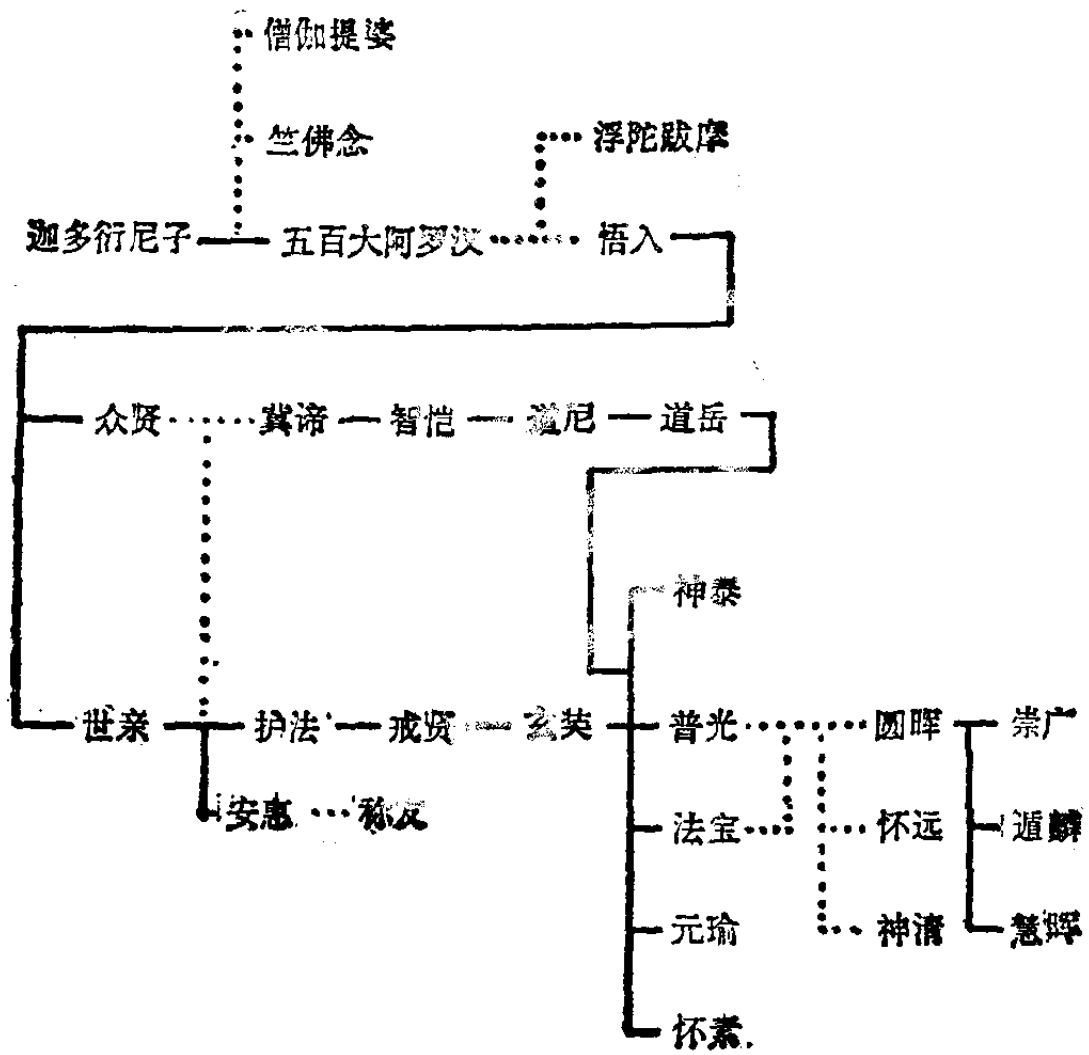 僧伽提婆
竺佛念
浮陀跋摩
迦多衍尼子 五百大阿罗汉 悟入
众贤 真谛 智恺 道尼 道岳
神泰
世亲 护法 戒贤 玄奘 普光 圆晖 崇广
安惠 称友 法宝 怀远 遁麟
元瑜 神清 慧晖
怀素